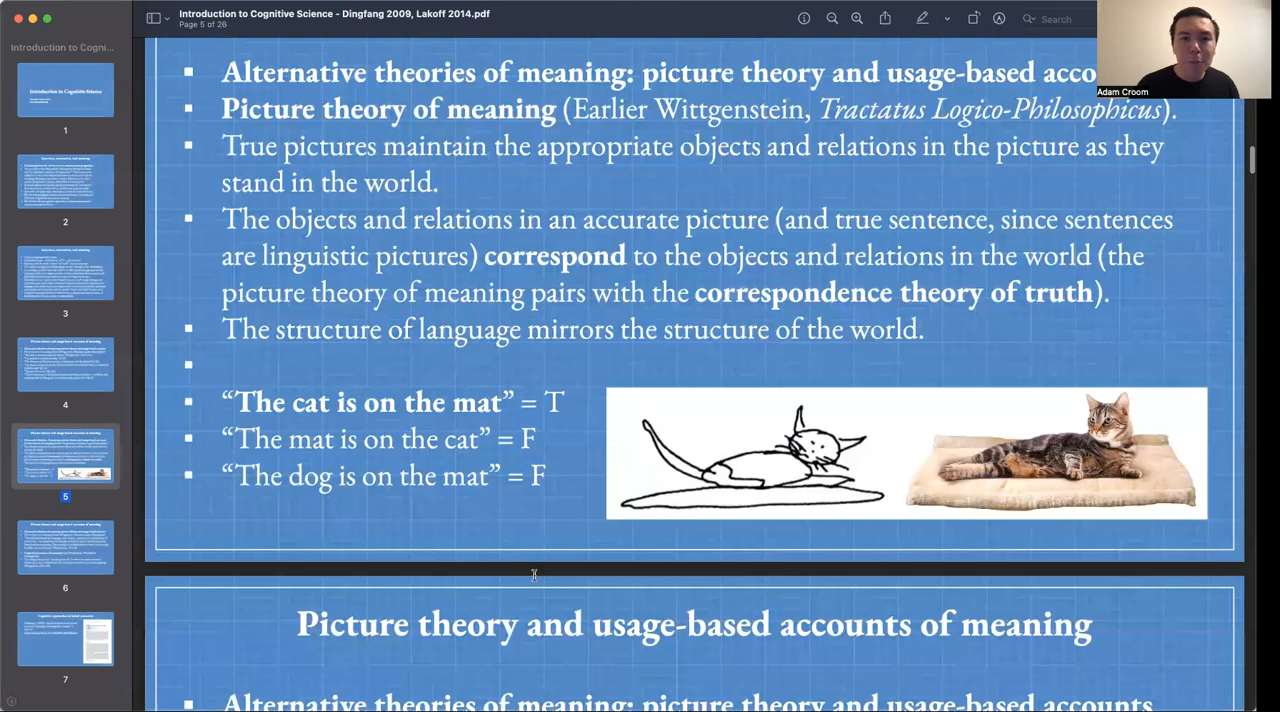 Introduction to Cognitive Science - Dingfang 2009, Lakoff 2014.pdf
Page 5 of 26
Search
Adam Croom
Introduction to Cogni...
Introduction to Cognitive Science
1
2
3
4
5
6
7
Alternative theories of meaning: picture theory and usage-based acco
Picture theory of meaning (Earlier Wittgenstein, Tractatus Logico-Philosophicus).
True pictures maintain the appropriate objects and relations in the picture as they
stand in the world.
The objects and relations in an accurate picture (and true sentence, since sentences
are linguistic pictures) correspond to the objects and relations in the world (the
picture theory of meaning pairs with the correspondence theory of truth).
The structure of language mirrors the structure of the world.
“The cat is on the mat” = T
“The mat is on the cat” = F
“The dog is on the mat” = F
Picture theory and usage-based accounts of meaning
Alternative theories of meaning: picture theory and usage-based accounts